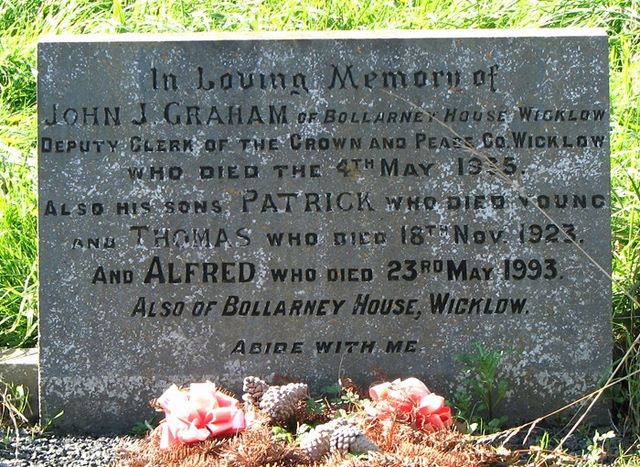 In Loving Memory of
JOHN J. GRAHAM OF BOLLARNEY HOUSE WICKLOW
DEPUTY CLERK OF THE CROWN AND PEACE CO. WICKLOW
WHO DIED THE 4TH MAY
ALSO HIS SONS PATRICK WHO DIED YOUNG
AND THOMAS WHO DIED 18TH NOV. 1923.
AND ALFRED WHO DIED 23RD MAY 1993.
ALSO OF BOLLARNEY HOUSE, WICKLOW.
ABIDE WITH ME